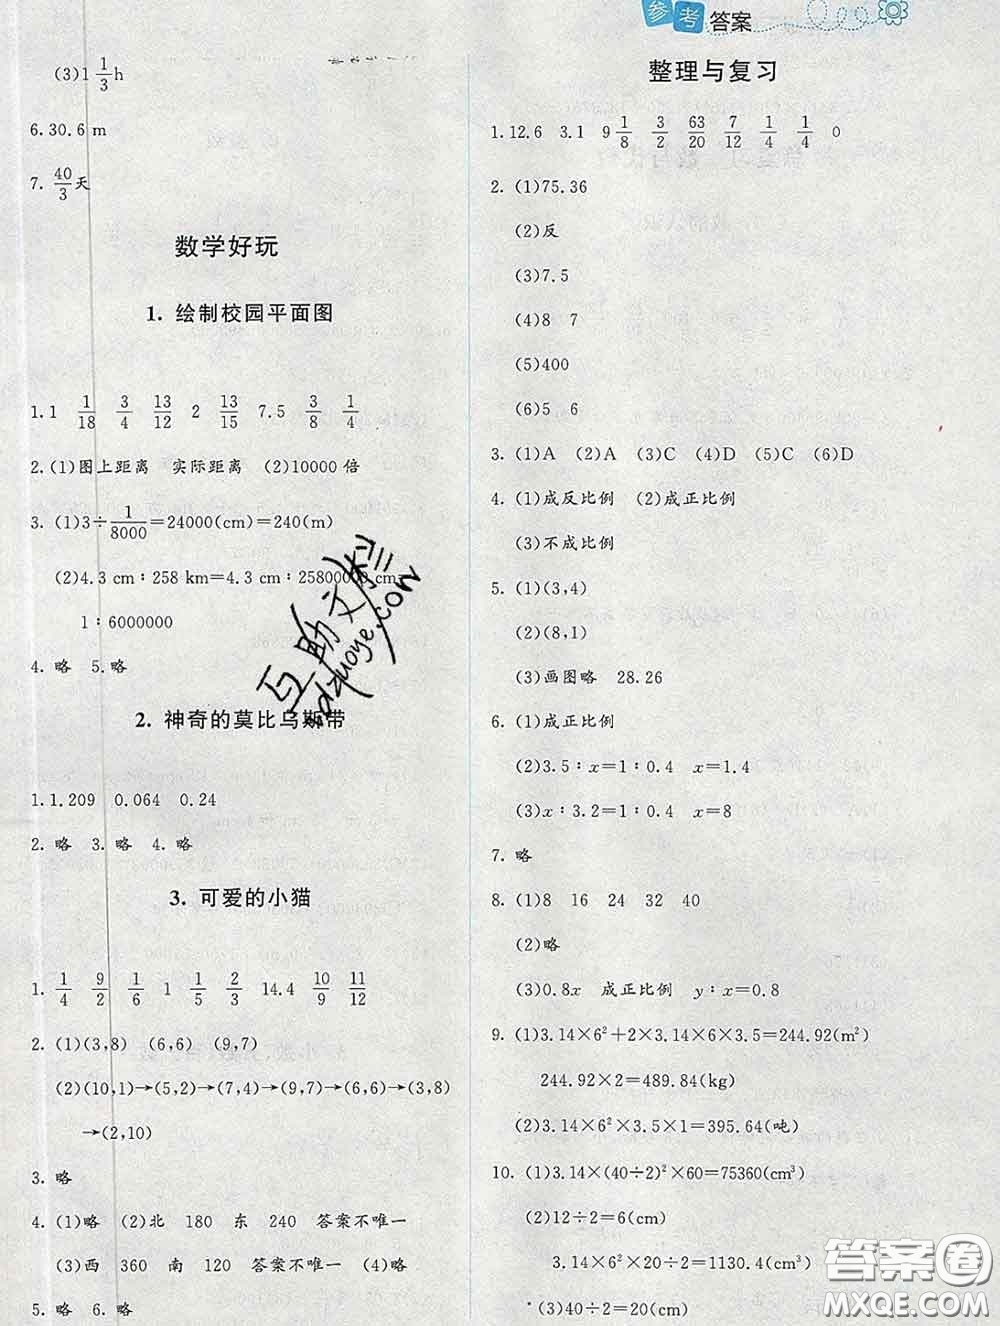 参考答案
(3)1 1/3 h
6. 30.6 m
7. 40/3 天
数学好玩
1. 绘制校园平面图
1. 1 1/18 3/4 13/12 2 13/15 7.5 3/8 1/4
2. (1)图上距离 实际距离 (2)10000 倍
3. (1)3÷1/8000=24000(cm)=240(m)
(2)4.3 cm∶258 km=4.3 cm∶25800000 cm=
1∶6000000
4. 略 5. 略
2. 神奇的莫比乌斯带
1. 1.209 0.064 0.24
2. 略 3. 略 4. 略
3. 可爱的小猫
1. 1/4 9/2 1/6 1 1/5 2/3 14.4 10/9 11/12
2. (1)(3,8) (6,6) (9,7)
(2)(10,1)→(5,2)→(7,4)→(9,7)→(6,6)→(3,8)
→(2,10)
3. 略
4. (1)略 (2)北 180 东 240 答案不唯一
(3)西 360 南 120 答案不唯一 (4)略
5. 略 6. 略
整理与复习
1. 12.6 3.1 9 1/8 3/2 63/20 7/12 1/4 1/4 0
2. (1)75.36
(2)反
(3)7.5
(4)8 7
(5)400
(6)5 6
3. (1)A (2)A (3)C (4)D (5)C (6)D
4. (1)成反比例 (2)成正比例
(3)不成比例
5. (1)(3,4)
(2)(8,1)
(3)画图略 28.26
6. (1)成正比例
(2)3.5∶x=1∶0.4 x=1.4
(3)x∶3.2=1∶0.4 x=8
7. 略
8. (1)8 16 24 32 40
(2)略
(3)0.8x 成正比例 y∶x=0.8
9. (1)3.14×6²+2×3.14×6×3.5=244.92(m²)
244.92×2=489.84(kg)
(2)3.14×6²×3.5×1=395.64(吨)
10. (1)3.14×(40÷2)²×60=75360(cm³)
(2)12÷2=6(cm)
3.14×6²×20÷2=1130.4(cm³)
(3)40÷2=20(cm)
互助文栏
hdzuoye.com
答案圈
MXQE.COM